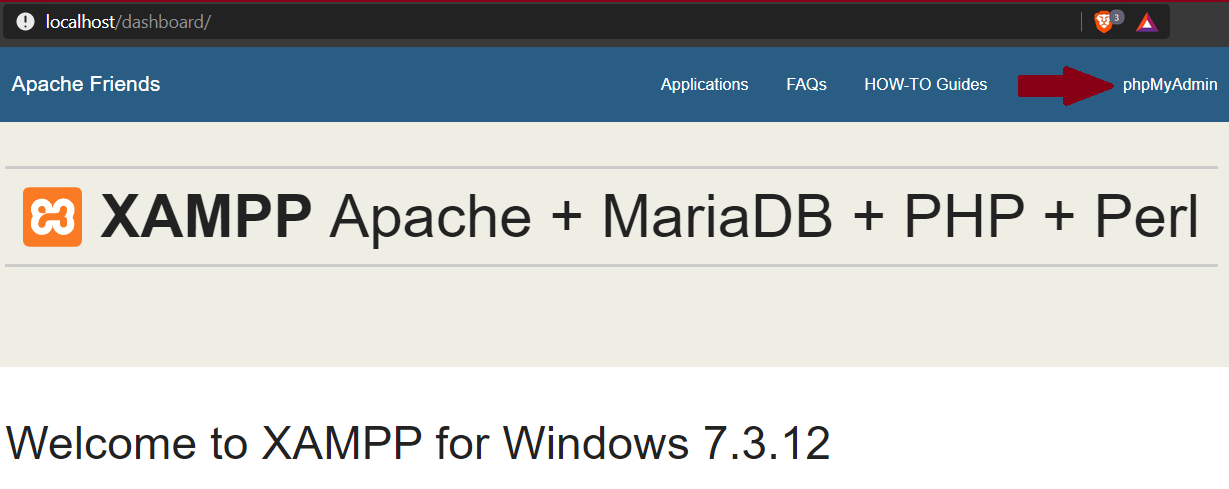 localhost/dashboard/
3
Apache Friends Applications FAQs HOW-TO Guides phpMyAdmin
XAMPP Apache + MariaDB + PHP + Perl
Welcome to XAMPP for Windows 7.3.12